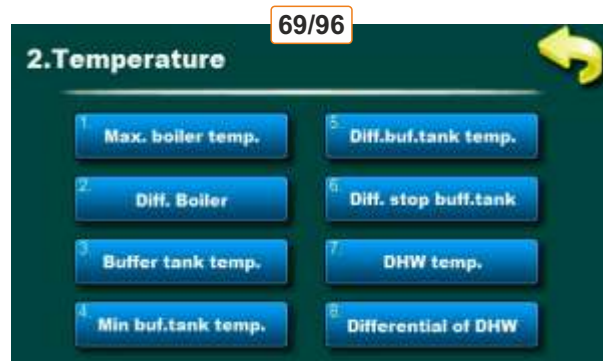 69/96
2.Temperature
1.
Max. boiler temp.
2.
Diff. Boiler
3.
Buffer tank temp.
4.
Min buf.tank temp.
5.
Diff.buf.tank temp.
6.
Diff. stop buff.tank
7.
DHW temp.
8.
Differential of DHW